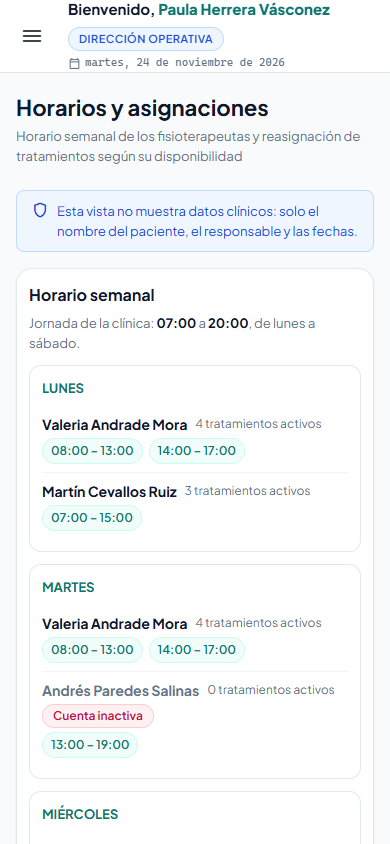 Bienvenido, Paula Herrera Vásconez
DIRECCIÓN OPERATIVA
martes, 24 de noviembre de 2026
Horarios y asignaciones
Horario semanal de los fisioterapeutas y reasignación de
tratamientos según su disponibilidad
Esta vista no muestra datos clínicos: solo el
nombre del paciente, el responsable y las fechas.
Horario semanal
Jornada de la clínica: 07:00 a 20:00, de lunes a
sábado.
LUNES
Valeria Andrade Mora 4 tratamientos activos
08:00 – 13:00 14:00 – 17:00
Martín Cevallos Ruiz 3 tratamientos activos
07:00 – 15:00
MARTES
Valeria Andrade Mora 4 tratamientos activos
08:00 – 13:00 14:00 – 17:00
Andrés Paredes Salinas 0 tratamientos activos
Cuenta inactiva
13:00 – 19:00
MIÉRCOLES